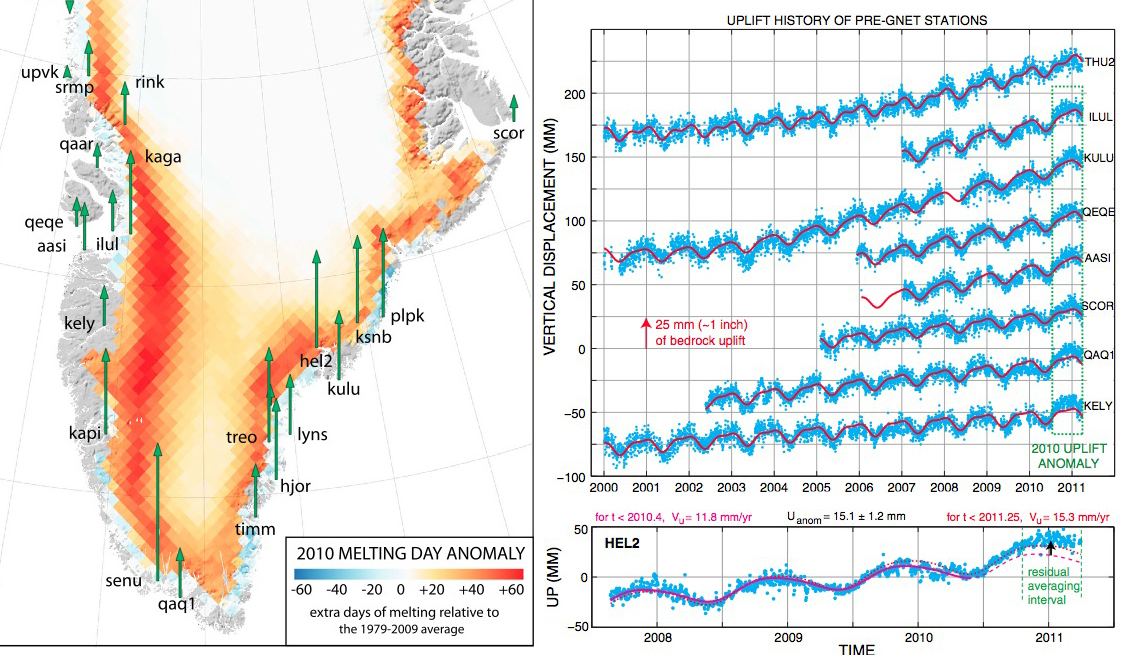 upvk
srmp
rink
scor
qaar
kaga
qeqe
aasi
ilul
kely
plpk
ksnb
hel2
kulu
kapi
treo
lyns
hjor
timm
senu
qaq1
2010 MELTING DAY ANOMALY
-60 -40 -20 0 +20 +40 +60
extra days of melting relative to
the 1979-2009 average
UPLIFT HISTORY OF PRE-GNET STATIONS
VERTICAL DISPLACEMENT (MM)
200
150
100
50
0
−50
−100
THU2
ILUL
KULU
QEQE
AASI
SCOR
QAQ1
KELY
25 mm (~1 inch)
of bedrock uplift
2010 UPLIFT
ANOMALY
2000 2001 2002 2003 2004 2005 2006 2007 2008 2009 2010 2011
for t < 2010.4, Vu = 11.8 mm/yr
Uanom = 15.1 ± 1.2 mm
for t < 2011.25, Vu = 15.3 mm/yr
UP (MM)
50
0
−50
HEL2
residual
averaging
interval
2008 2009 2010 2011
TIME